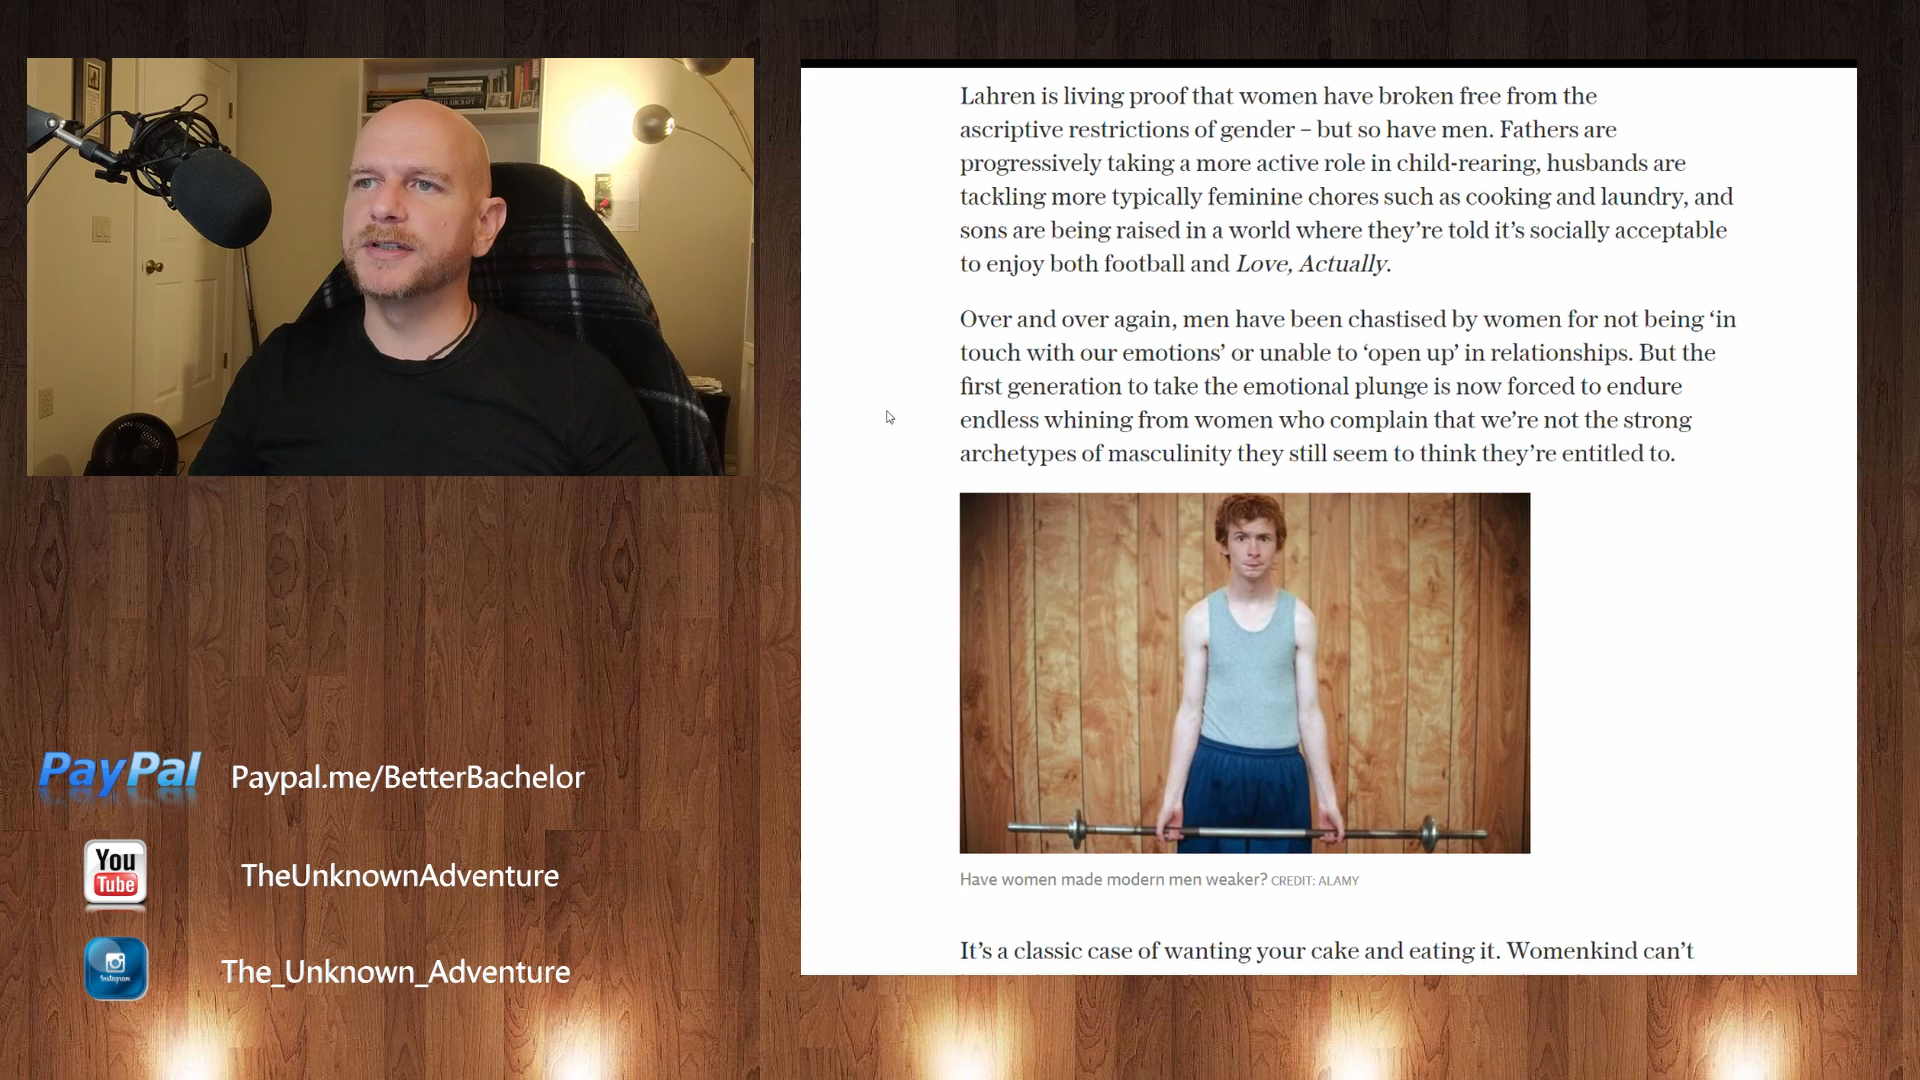 Lahren is living proof that women have broken free from the
ascriptive restrictions of gender – but so have men. Fathers are
progressively taking a more active role in child-rearing, husbands are
tackling more typically feminine chores such as cooking and laundry, and
sons are being raised in a world where they’re told it’s socially acceptable
to enjoy both football and Love, Actually.
Over and over again, men have been chastised by women for not being ‘in
touch with our emotions’ or unable to ‘open up’ in relationships. But the
first generation to take the emotional plunge is now forced to endure
endless whining from women who complain that we’re not the strong
archetypes of masculinity they still seem to think they’re entitled to.
Have women made modern men weaker? CREDIT: ALAMY
It’s a classic case of wanting your cake and eating it. Womenkind can’t
PayPal Paypal.me/BetterBachelor
You
Tube
TheUnknownAdventure
Instagram
The_Unknown_Adventure